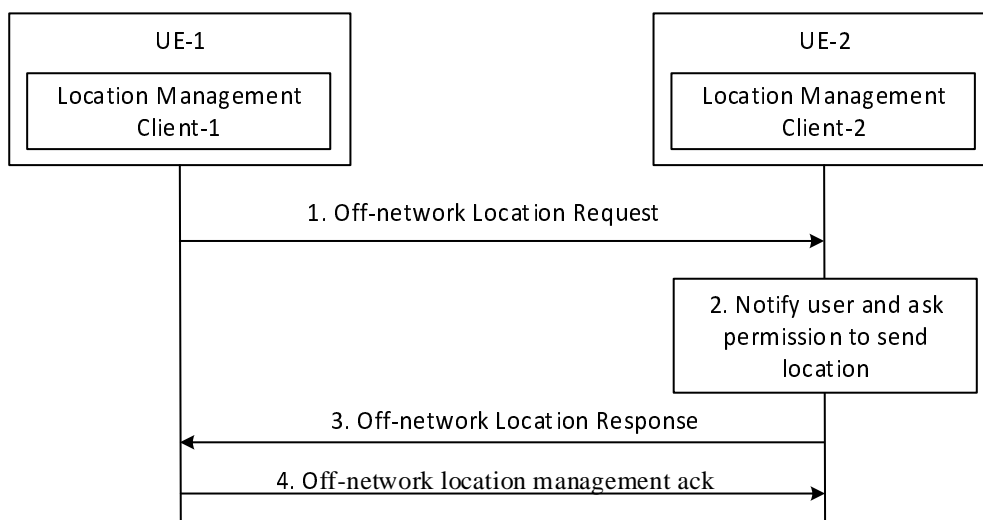 UE-1
UE-2
Location Management
Client-1
Location Management
Client-2
1. Off-network Location Request
2. Notify user and ask
permission to send
location
3. Off-network Location Response
4. Off-network location management ack